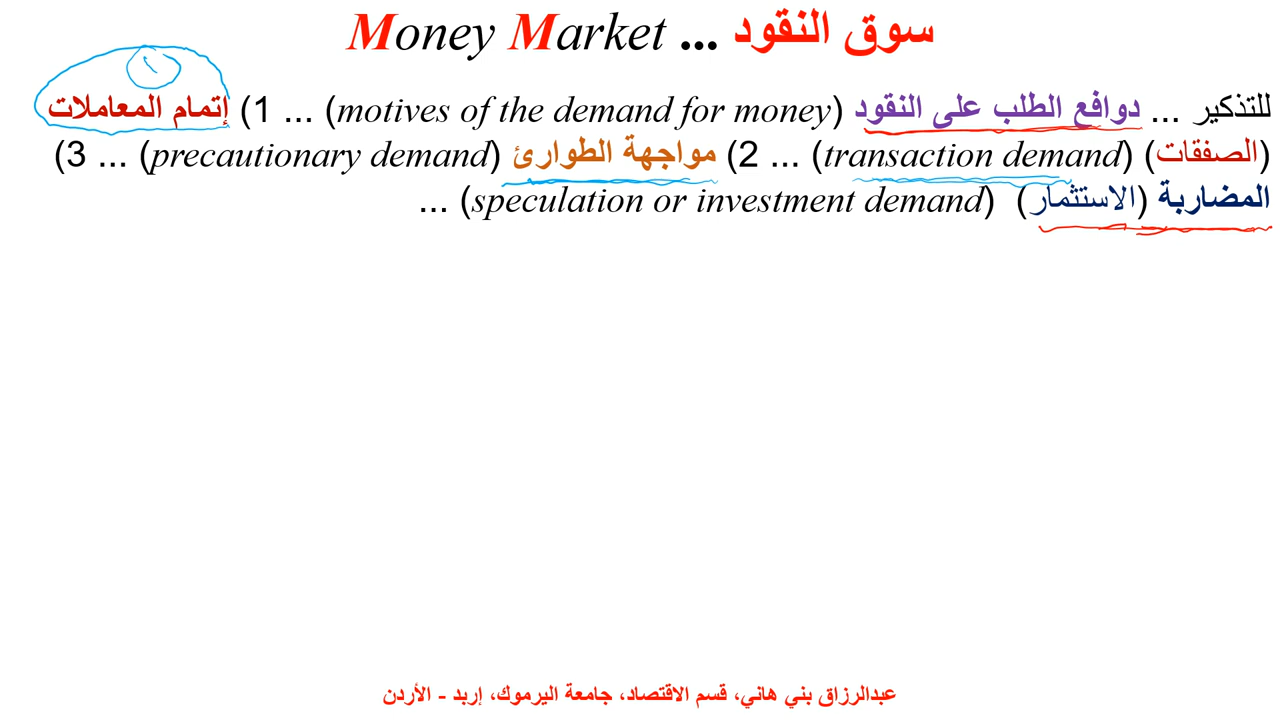 سوق النقود ... Money Market
للتذكير ... دوافع الطلب على النقود (motives of the demand for money) ... 1) إتمام المعاملات
(الصفقات) (transaction demand) ... 2) مواجهة الطوارئ (precautionary demand) ... 3)
المضاربة (الاستثمار) (speculation or investment demand) ...
عبدالرزاق بني هاني، قسم الاقتصاد، جامعة اليرموك، إربد - الأردن